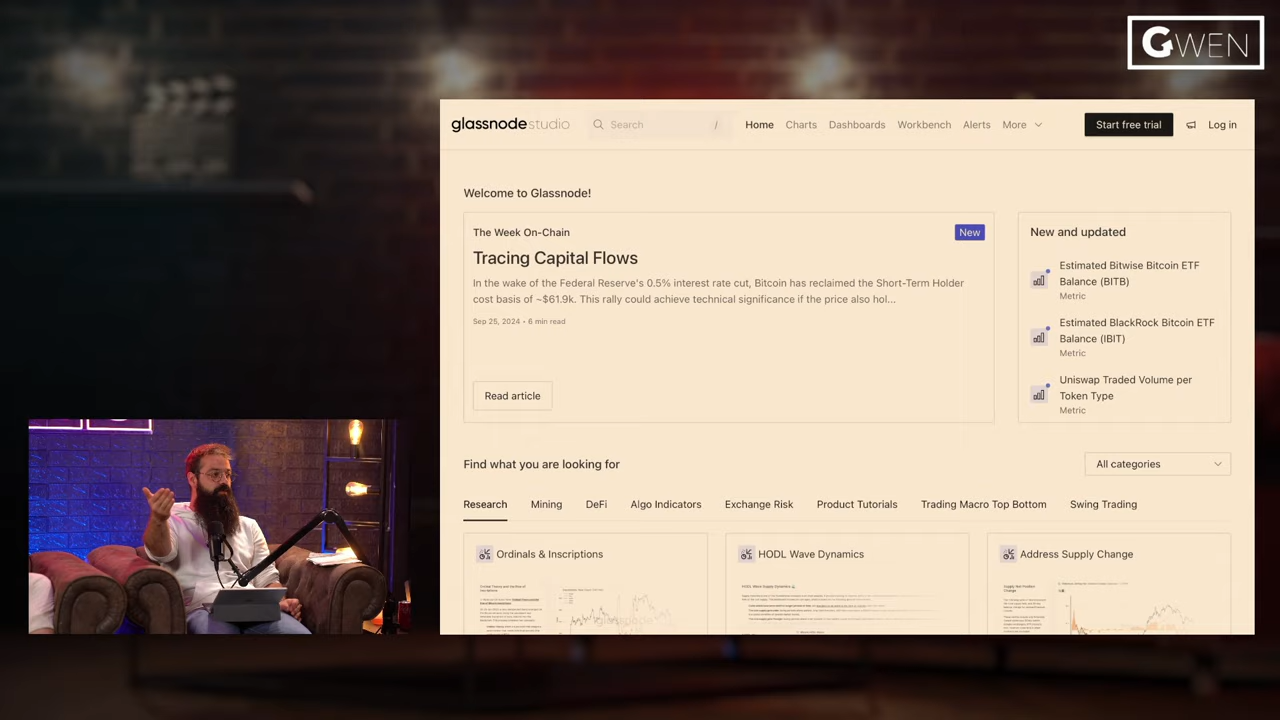 GWEN
glassnode studio
Search
/
Home
Charts
Dashboards
Workbench
Alerts
More
Start free trial
Log in
Welcome to Glassnode!
The Week On-Chain
New
Tracing Capital Flows
In the wake of the Federal Reserve's 0.5% interest rate cut, Bitcoin has reclaimed the Short-Term Holder
cost basis of ~$61.9k. This rally could achieve technical significance if the price also hol...
Sep 25, 2024 • 6 min read
Read article
New and updated
Estimated Bitwise Bitcoin ETF
Balance (BITB)
Metric
Estimated BlackRock Bitcoin ETF
Balance (IBIT)
Metric
Uniswap Traded Volume per
Token Type
Metric
Find what you are looking for
All categories
Research
Mining
DeFi
Algo Indicators
Exchange Risk
Product Tutorials
Trading Macro Top Bottom
Swing Trading
Ordinals & Inscriptions
HODL Wave Dynamics
Address Supply Change
glassnode